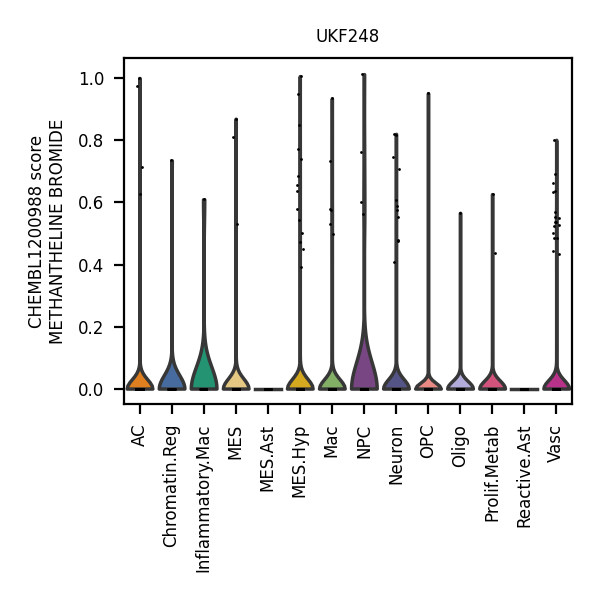 UKF248
CHEMBL1200988 score
METHANTHELINE BROMIDE
1.0
0.8
0.6
0.4
0.2
0.0
AC
Chromatin.Reg
Inflammatory.Mac
MES
MES.Ast
MES.Hyp
Mac
NPC
Neuron
OPC
Oligo
Prolif.Metab
Reactive.Ast
Vasc